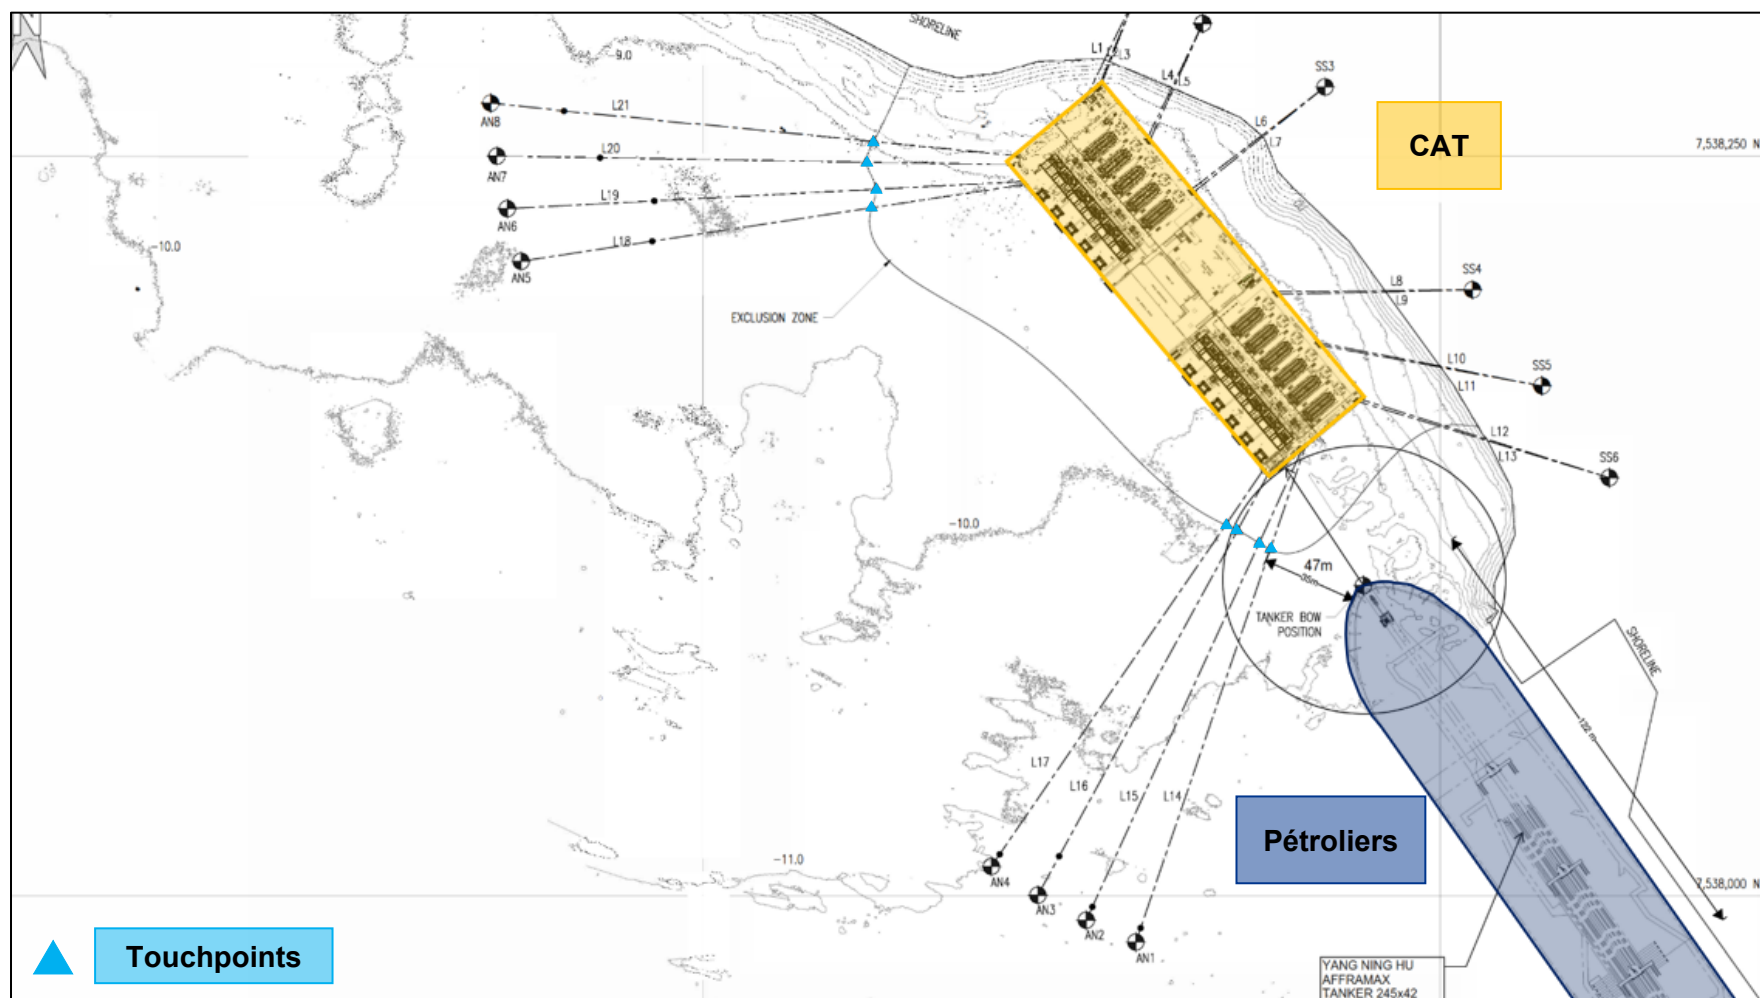 N
SHORELINE
-9.0
L1
L3
L4
L5
SS3
L6
L7
CAT
7,538,250 N
AN8
L21
AN7
L20
AN6
L19
AN5
L18
-10.0
EXCLUSION ZONE
L8
L9
SS4
L10
L11
SS5
L12
L13
SS6
-10.0
47m
35m
TANKER BOW
POSITION
SHORELINE
122 m
L17
L16
L15
L14
Pétroliers
-11.0
AN4
AN3
AN2
AN1
7,538,000 N
Touchpoints
YANG NING HU
AFFRAMAX
TANKER 245x42